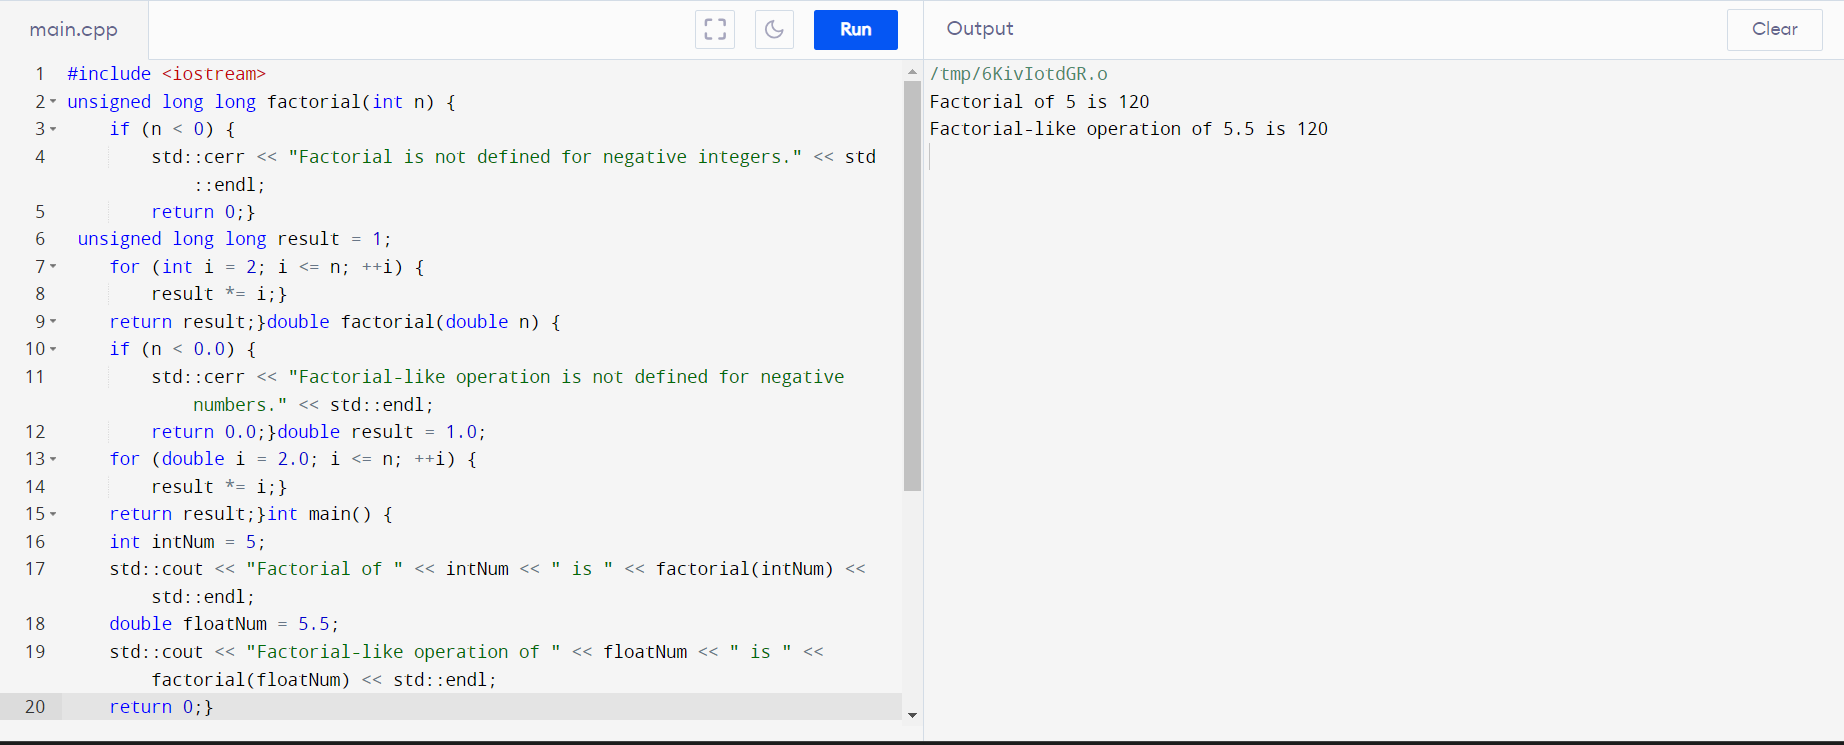 main.cpp
Run
Output
Clear
1 #include <iostream>
2 unsigned long long factorial(int n) {
3 if (n < 0) {
4 std::cerr << "Factorial is not defined for negative integers." << std
::endl;
5 return 0;}
6 unsigned long long result = 1;
7 for (int i = 2; i <= n; ++i) {
8 result *= i;}
9 return result;}double factorial(double n) {
10 if (n < 0.0) {
11 std::cerr << "Factorial-like operation is not defined for negative
numbers." << std::endl;
12 return 0.0;}double result = 1.0;
13 for (double i = 2.0; i <= n; ++i) {
14 result *= i;}
15 return result;}int main() {
16 int intNum = 5;
17 std::cout << "Factorial of " << intNum << " is " << factorial(intNum) <<
std::endl;
18 double floatNum = 5.5;
19 std::cout << "Factorial-like operation of " << floatNum << " is " <<
factorial(floatNum) << std::endl;
20 return 0;}
/tmp/6KivIotdGR.o
Factorial of 5 is 120
Factorial-like operation of 5.5 is 120